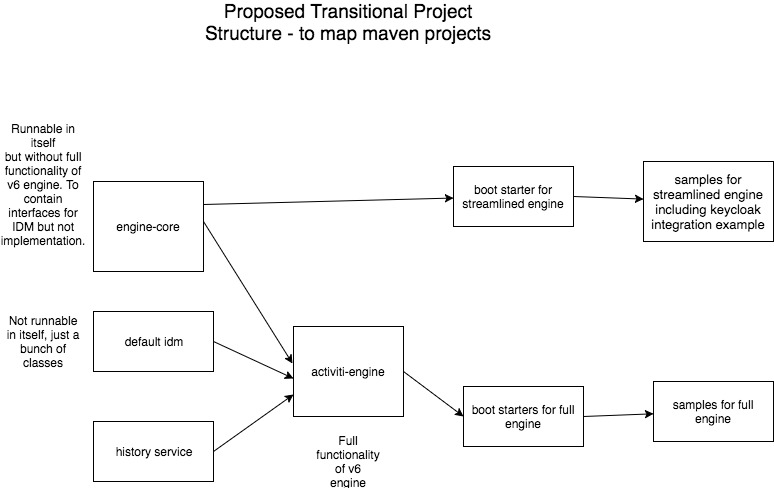 Proposed Transitional Project
Structure - to map maven projects
Runnable in
itself
but without full
functionality of
v6 engine. To
contain
interfaces for
IDM but not
implementation.
engine-core
boot starter for
streamlined engine
samples for
streamlined engine
including keycloak
integration example
Not runnable
in itself, just a
bunch of
classes
default idm
activiti-engine
boot starters for full
engine
samples for full
engine
history service
Full
functionality
of v6
engine